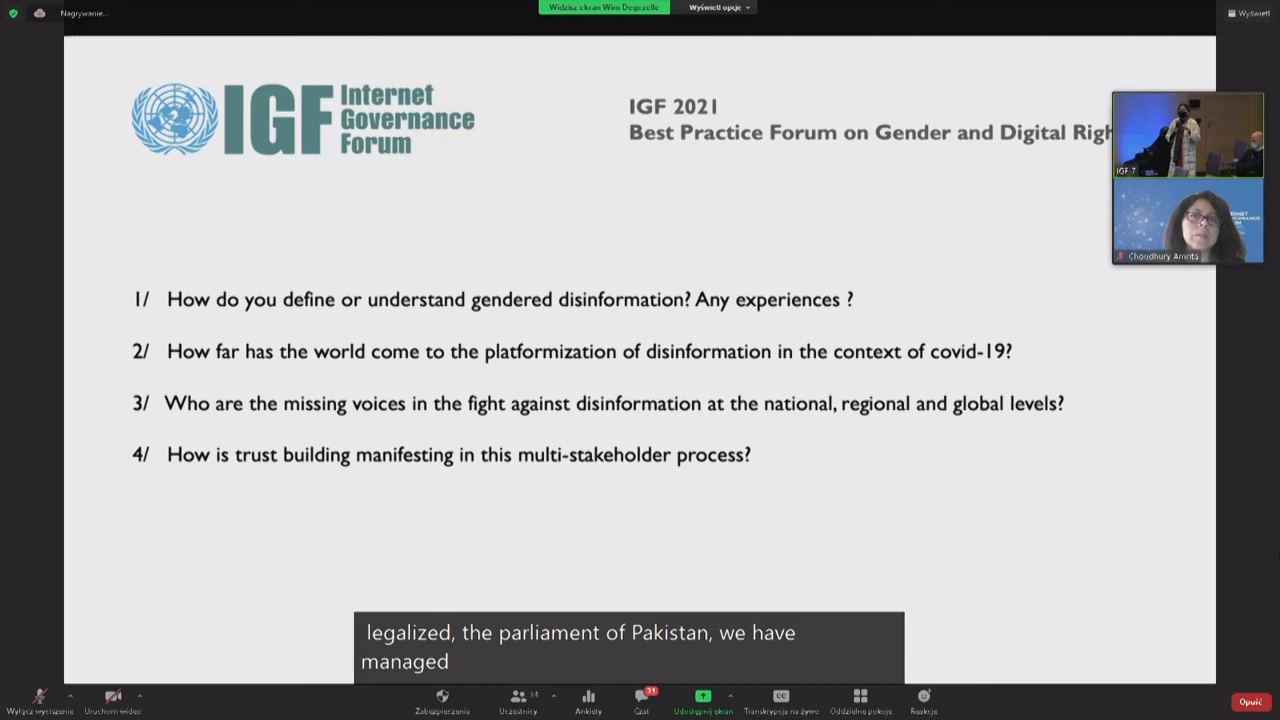 Nagrywanie...
Widzisz ekran Wim Degezelle
Wyświetl opcje
Wyświetl
IGF Internet
Governance
Forum
IGF 2021
Best Practice Forum on Gender and Digital Righ
IGF 7
Choudhury Amrita
1/ How do you define or understand gendered disinformation? Any experiences ?
2/ How far has the world come to the platformization of disinformation in the context of covid-19?
3/ Who are the missing voices in the fight against disinformation at the national, regional and global levels?
4/ How is trust building manifesting in this multi-stakeholder process?
legalized, the parliament of Pakistan, we have
managed
Wyłącz wyciszenie
Uruchom wideo
Zabezpieczenia
Uczestnicy
Ankiety
Czat
31
Udostępnij ekran
CC
Transkrypcja na żywo
Oddzielne pokoje
Reakcje
Opuść